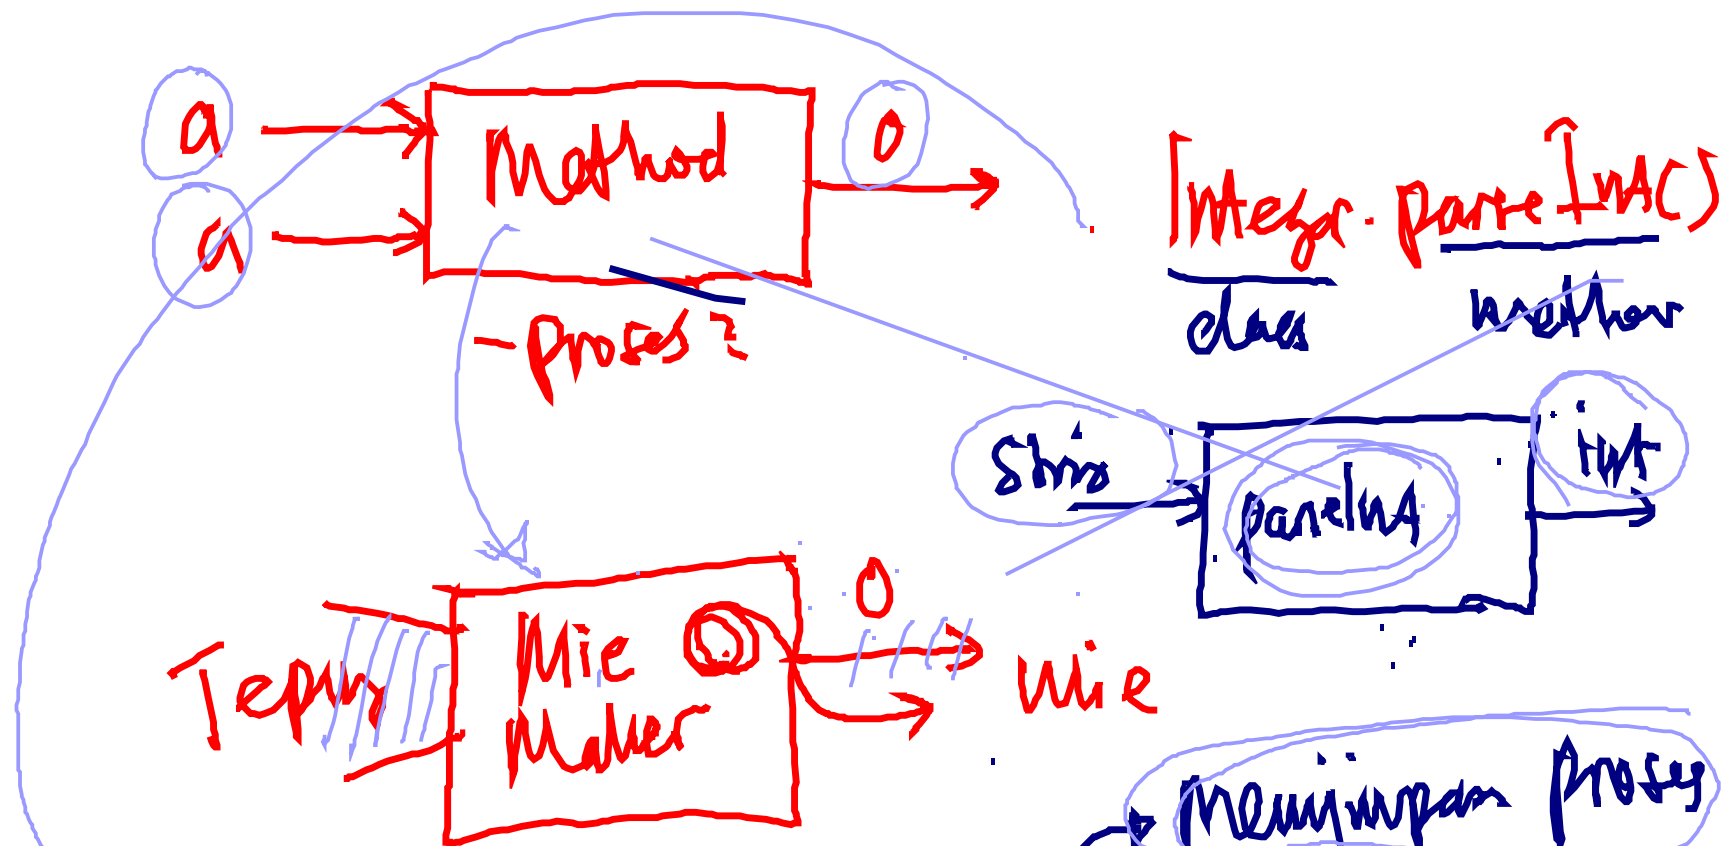 a
Method
O
a
- proses?
Integer.parseInt()
class
method
String
parseInt
int
Tepung
Mie
Maker
O
Mie
Menyimpan proses